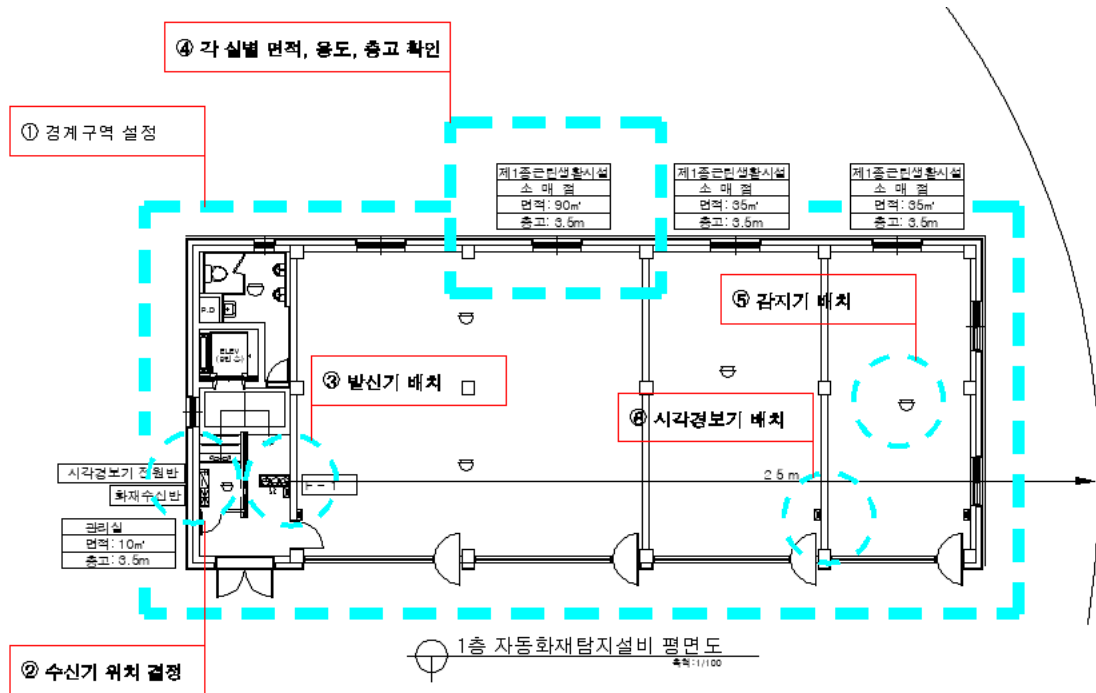 ④ 각 실별 면적, 용도, 층고 확인
① 경계구역 설정
제1종근린생활시설
소 매 점
면적: 90㎡
층고: 3.5m
제1종근린생활시설
소 매 점
면적: 35㎡
층고: 3.5m
제1종근린생활시설
소 매 점
면적: 35㎡
층고: 3.5m
⑤ 감지기 배치
P.D
ELEV
③ 발신기 배치
⑥ 시각경보기 배치
시각경보기 전원반
화재수신반
25m
관리실
면적: 10㎡
층고: 3.5m
1층 자동화재탐지설비 평면도
축척:1/100
② 수신기 위치 결정